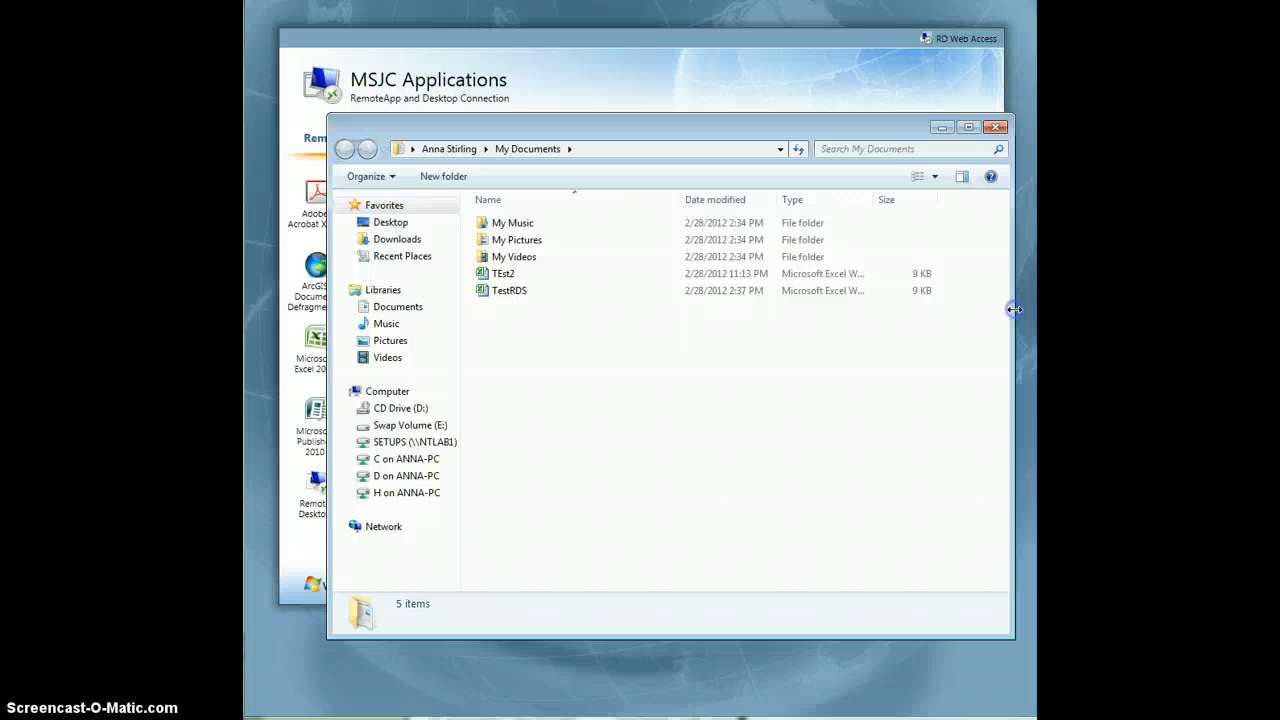 RD Web Access
MSJC Applications
RemoteApp and Desktop Connection
Rem
Adobe
Acrobat X
ArcGIS
Docume
Defragme
Microso
Excel 20
Microso
Publishe
2010
Remot
Deskto
Anna Stirling
My Documents
Search My Documents
Organize
New folder
Favorites
Desktop
Downloads
Recent Places
Libraries
Documents
Music
Pictures
Videos
Computer
CD Drive (D:)
Swap Volume (E:)
SETUPS (\\NTLAB1)
C on ANNA-PC
D on ANNA-PC
H on ANNA-PC
Network
Name Date modified Type Size
My Music 2/28/2012 2:34 PM File folder
My Pictures 2/28/2012 2:34 PM File folder
My Videos 2/28/2012 2:34 PM File folder
TEst2 2/28/2012 11:13 PM Microsoft Excel W... 9 KB
TestRDS 2/28/2012 2:37 PM Microsoft Excel W... 9 KB
5 items
Screencast-O-Matic.com